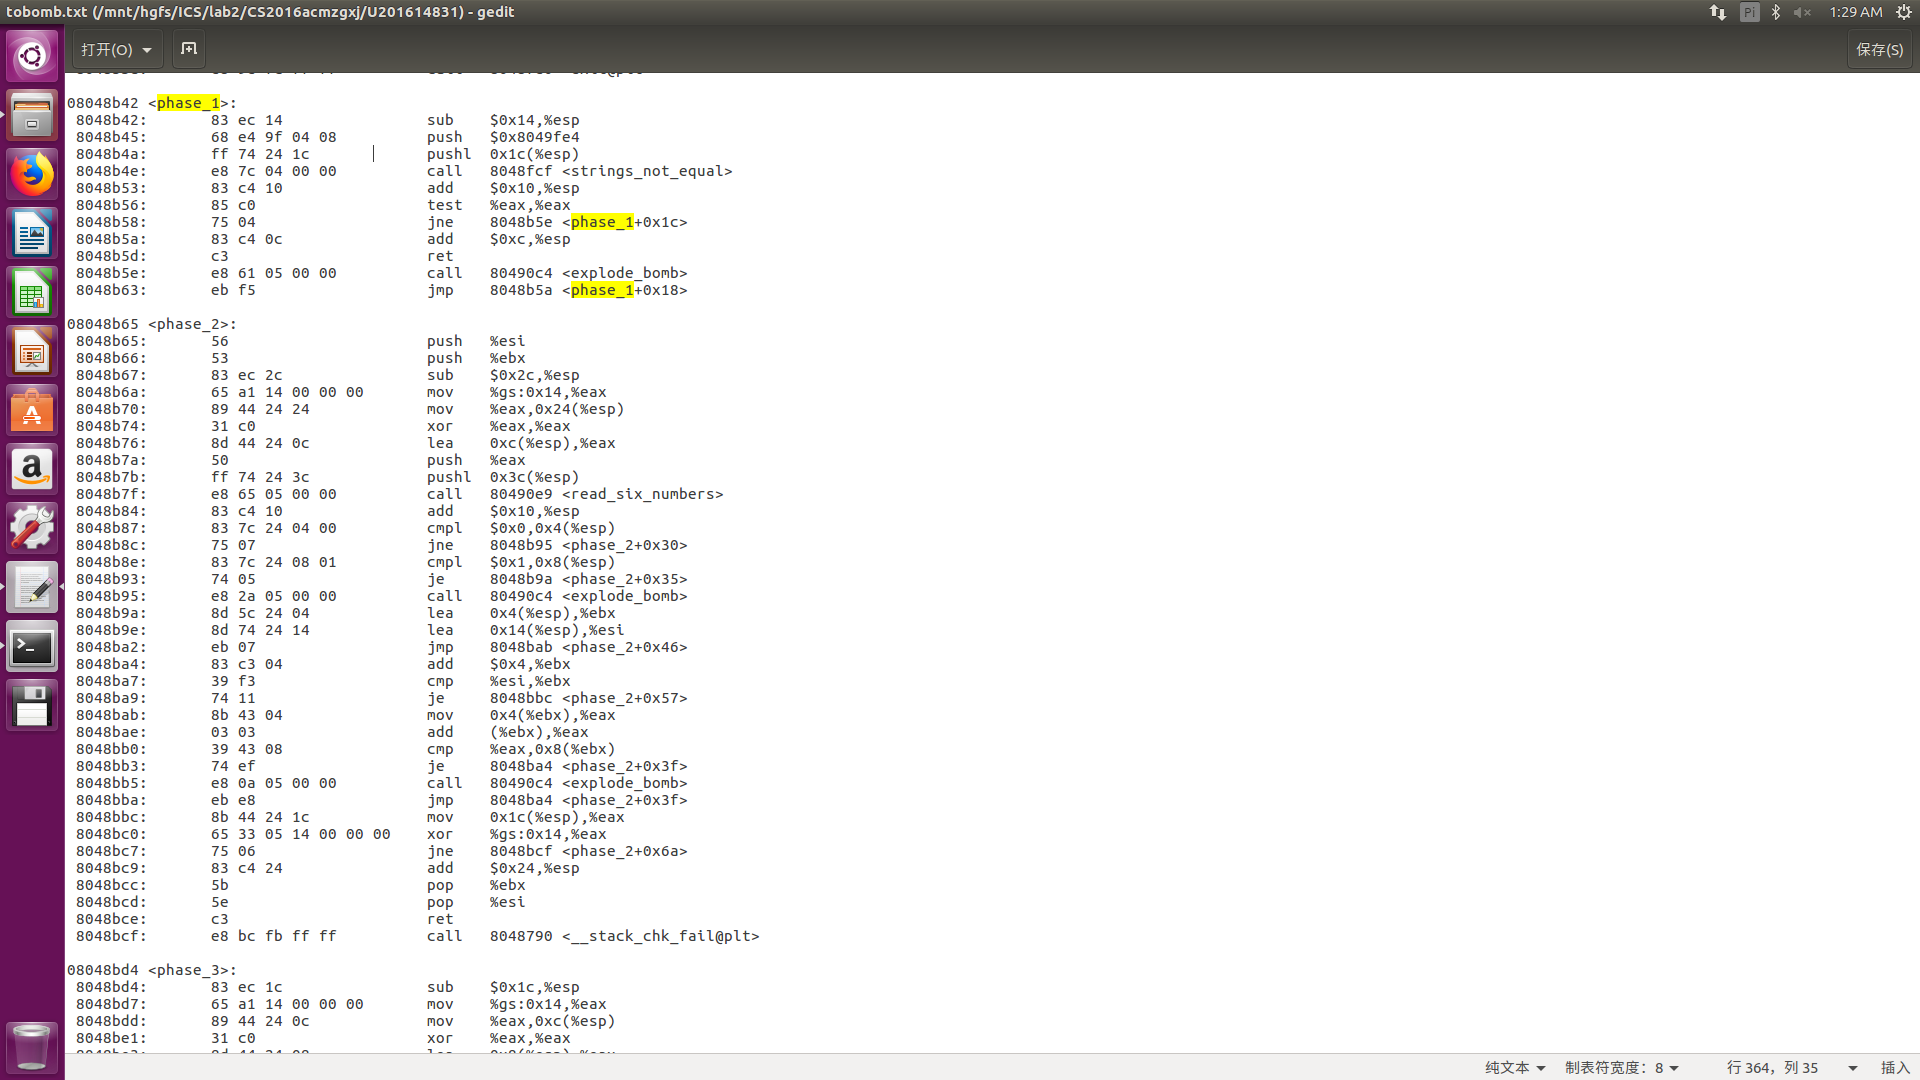 tobomb.txt (/mnt/hgfs/ICS/lab2/CS2016acmzgxj/U201614831) - gedit
Pi
1:29 AM
打开(O)
保存(S)
08048b42 <phase_1>:
8048b42: 83 ec 14 sub $0x14,%esp
8048b45: 68 e4 9f 04 08 push $0x8049fe4
8048b4a: ff 74 24 1c pushl 0x1c(%esp)
8048b4e: e8 7c 04 00 00 call 8048fcf <strings_not_equal>
8048b53: 83 c4 10 add $0x10,%esp
8048b56: 85 c0 test %eax,%eax
8048b58: 75 04 jne 8048b5e <phase_1+0x1c>
8048b5a: 83 c4 0c add $0xc,%esp
8048b5d: c3 ret
8048b5e: e8 61 05 00 00 call 80490c4 <explode_bomb>
8048b63: eb f5 jmp 8048b5a <phase_1+0x18>
08048b65 <phase_2>:
8048b65: 56 push %esi
8048b66: 53 push %ebx
8048b67: 83 ec 2c sub $0x2c,%esp
8048b6a: 65 a1 14 00 00 00 mov %gs:0x14,%eax
8048b70: 89 44 24 24 mov %eax,0x24(%esp)
8048b74: 31 c0 xor %eax,%eax
8048b76: 8d 44 24 0c lea 0xc(%esp),%eax
8048b7a: 50 push %eax
8048b7b: ff 74 24 3c pushl 0x3c(%esp)
8048b7f: e8 65 05 00 00 call 80490e9 <read_six_numbers>
8048b84: 83 c4 10 add $0x10,%esp
8048b87: 83 7c 24 04 00 cmpl $0x0,0x4(%esp)
8048b8c: 75 07 jne 8048b95 <phase_2+0x30>
8048b8e: 83 7c 24 08 01 cmpl $0x1,0x8(%esp)
8048b93: 74 05 je 8048b9a <phase_2+0x35>
8048b95: e8 2a 05 00 00 call 80490c4 <explode_bomb>
8048b9a: 8d 5c 24 04 lea 0x4(%esp),%ebx
8048b9e: 8d 74 24 14 lea 0x14(%esp),%esi
8048ba2: eb 07 jmp 8048bab <phase_2+0x46>
8048ba4: 83 c3 04 add $0x4,%ebx
8048ba7: 39 f3 cmp %esi,%ebx
8048ba9: 74 11 je 8048bbc <phase_2+0x57>
8048bab: 8b 43 04 mov 0x4(%ebx),%eax
8048bae: 03 03 add (%ebx),%eax
8048bb0: 39 43 08 cmp %eax,0x8(%ebx)
8048bb3: 74 ef je 8048ba4 <phase_2+0x3f>
8048bb5: e8 0a 05 00 00 call 80490c4 <explode_bomb>
8048bba: eb e8 jmp 8048ba4 <phase_2+0x3f>
8048bbc: 8b 44 24 1c mov 0x1c(%esp),%eax
8048bc0: 65 33 05 14 00 00 00 xor %gs:0x14,%eax
8048bc7: 75 06 jne 8048bcf <phase_2+0x6a>
8048bc9: 83 c4 24 add $0x24,%esp
8048bcc: 5b pop %ebx
8048bcd: 5e pop %esi
8048bce: c3 ret
8048bcf: e8 bc fb ff ff call 8048790 <__stack_chk_fail@plt>
08048bd4 <phase_3>:
8048bd4: 83 ec 1c sub $0x1c,%esp
8048bd7: 65 a1 14 00 00 00 mov %gs:0x14,%eax
8048bdd: 89 44 24 0c mov %eax,0xc(%esp)
8048be1: 31 c0 xor %eax,%eax
纯文本 制表符宽度：8 行 364，列 35 插入